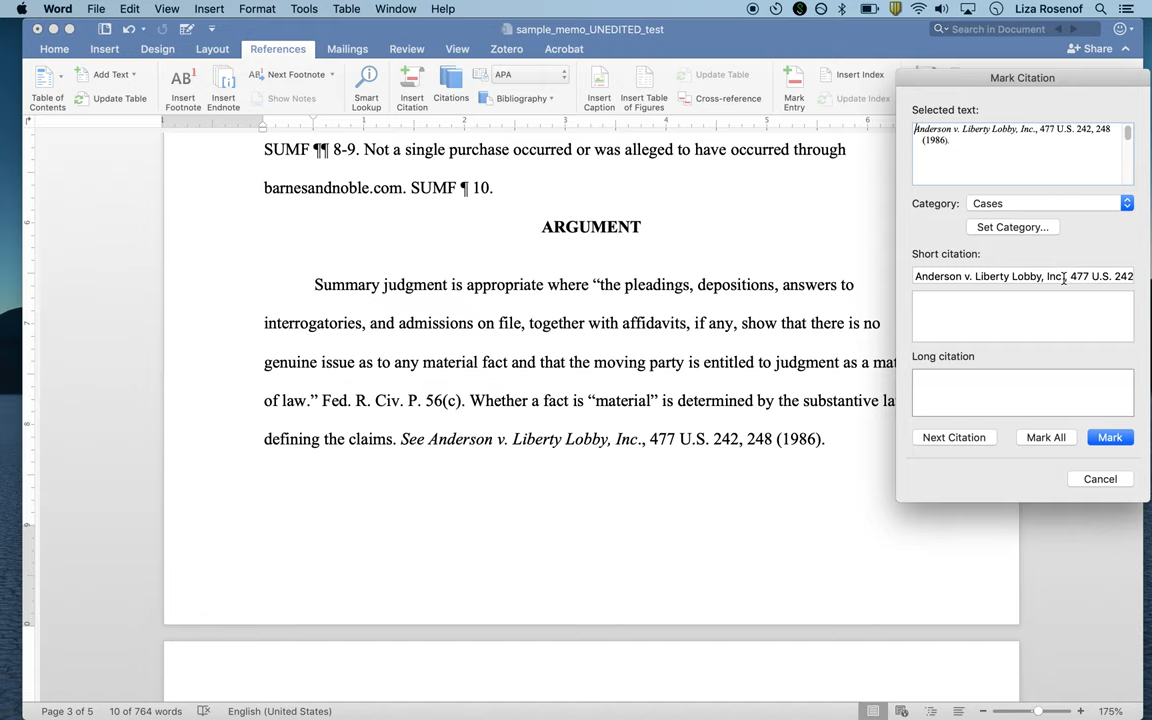 Word File Edit View Insert Format Tools Table Window Help Liza Rosenof
sample_memo_UNEDITED_test Search in Document
Home Insert Design Layout References Mailings Review View Zotero Acrobat Share
Table of Contents
Add Text
Update Table
AB¹
Insert Footnote
Insert Endnote
AB Next Footnote
Show Notes
Smart Lookup
Insert Citation
Citations
APA
Bibliography
Insert Caption
Insert Table of Figures
Update Table
Cross-reference
Mark Entry
Insert Index
Update Index
1 1 2 3 4 5 6
SUMF ¶¶ 8-9. Not a single purchase occurred or was alleged to have occurred through
barnesandnoble.com. SUMF ¶ 10.
ARGUMENT
Summary judgment is appropriate where “the pleadings, depositions, answers to
interrogatories, and admissions on file, together with affidavits, if any, show that there is no
genuine issue as to any material fact and that the moving party is entitled to judgment as a mat
of law.” Fed. R. Civ. P. 56(c). Whether a fact is “material” is determined by the substantive la
defining the claims. See Anderson v. Liberty Lobby, Inc., 477 U.S. 242, 248 (1986).
Mark Citation
Selected text:
Anderson v. Liberty Lobby, Inc., 477 U.S. 242, 248
(1986).
Category: Cases
Set Category...
Short citation:
Anderson v. Liberty Lobby, Inc., 477 U.S. 242
Long citation
Next Citation Mark All Mark
Cancel
Page 3 of 5 10 of 764 words English (United States) 175%